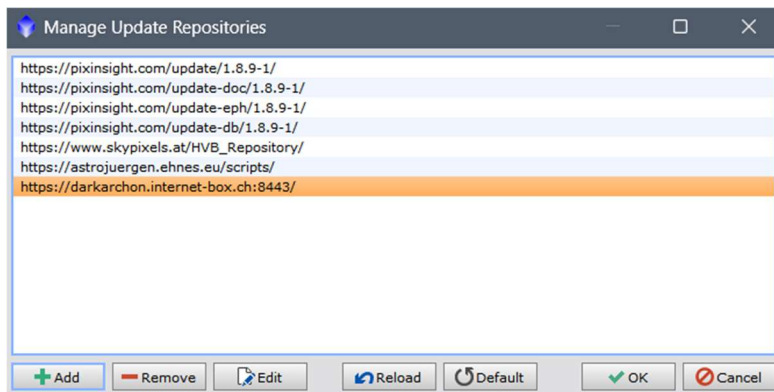 Manage Update Repositories
https://pixinsight.com/update/1.8.9-1/
https://pixinsight.com/update-doc/1.8.9-1/
https://pixinsight.com/update-eph/1.8.9-1/
https://pixinsight.com/update-db/1.8.9-1/
https://www.skypixels.at/HVB_Repository/
https://astrojuergen.ehnes.eu/scripts/
https://darkarchon.internet-box.ch:8443/
Add Remove Edit Reload Default OK Cancel